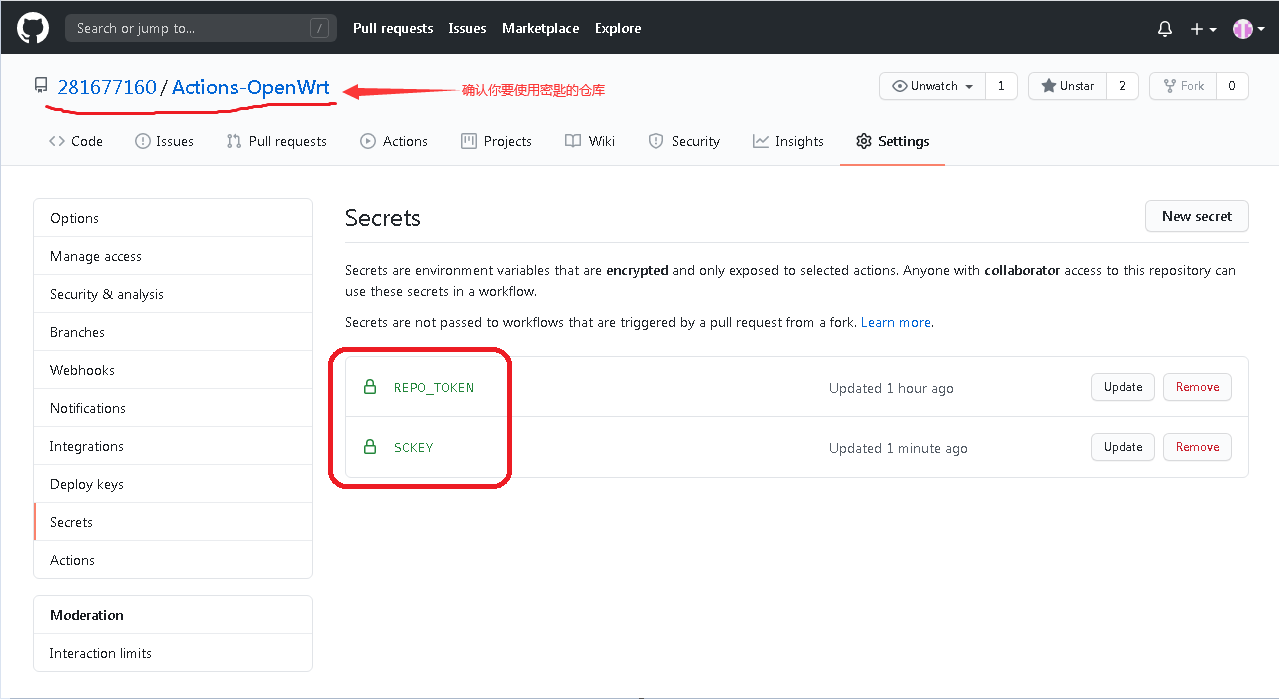 Search or jump to... /
Pull requests Issues Marketplace Explore
281677160 / Actions-OpenWrt
确认你要使用密匙的仓库
Unwatch 1
Unstar 2
Fork 0
Code Issues Pull requests Actions Projects Wiki Security Insights Settings
Options
Manage access
Security & analysis
Branches
Webhooks
Notifications
Integrations
Deploy keys
Secrets
Actions
Moderation
Interaction limits
Secrets
New secret
Secrets are environment variables that are encrypted and only exposed to selected actions. Anyone with collaborator access to this repository can
use these secrets in a workflow.
Secrets are not passed to workflows that are triggered by a pull request from a fork. Learn more.
REPO_TOKEN Updated 1 hour ago Update Remove
SCKEY Updated 1 minute ago Update Remove